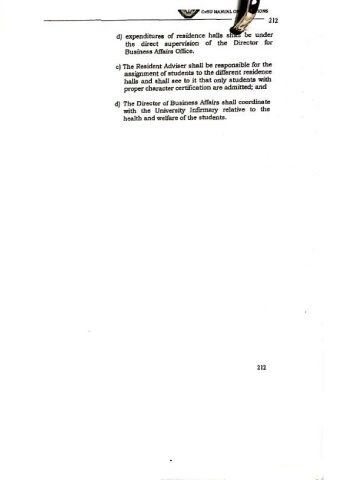 CvSU MANUAL OF
212
d) expenditures of residence halls shall be under
the direct supervision of the Director for
Business Affairs Office.
c) The Resident Adviser shall be responsible for the
assignment of students to the different residence
halls and shall see to it that only students with
proper character certification are admitted; and
d) The Director of Business Affairs shall coordinate
with the University Infirmary relative to the
health and welfare of the students.
212